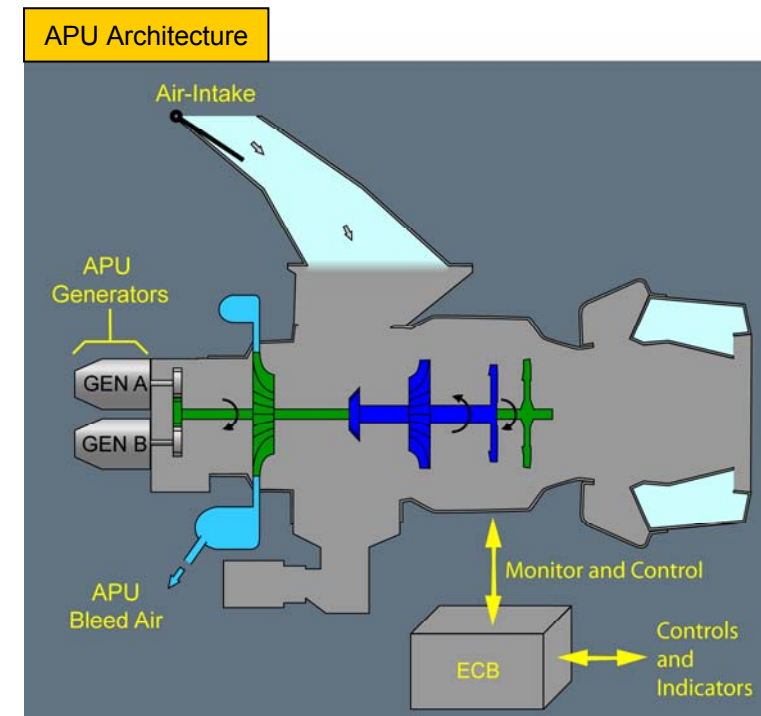 APU Architecture
Air-Intake
APU
Generators
GEN A
GEN B
APU
Bleed Air
Monitor and Control
ECB
Controls
and
Indicators